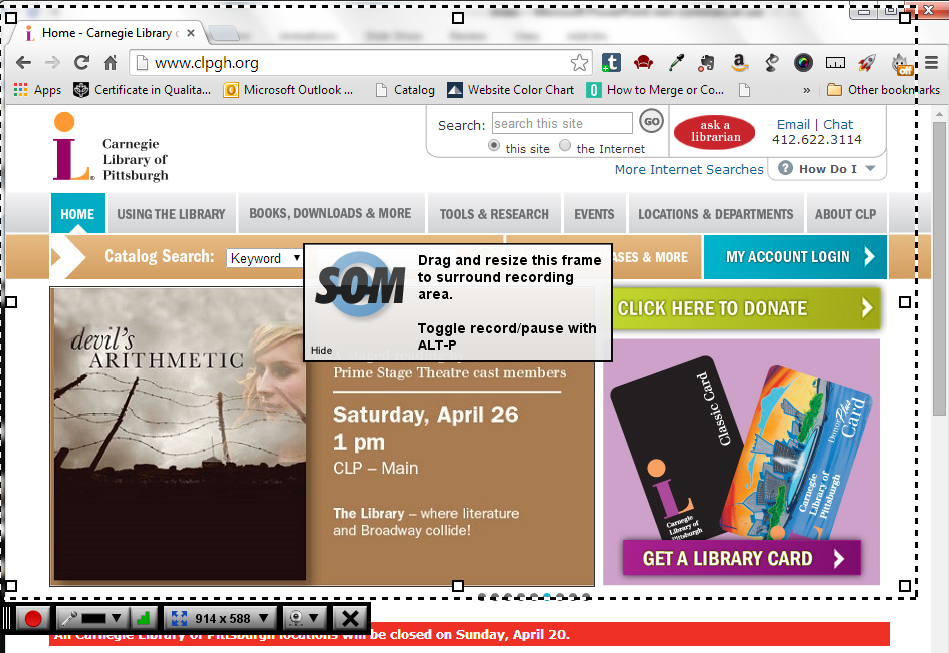 Home - Carnegie Library
www.clpgh.org
off
Apps
Certificate in Qualita...
Microsoft Outlook ...
Catalog
Website Color Chart
How to Merge or Co...
»
Other bookmarks
Carnegie
Library of
Pittsburgh
Search:
search this site
GO
this site
the Internet
ask a
librarian
Email | Chat
412.622.3114
More Internet Searches
How Do I
HOME
USING THE LIBRARY
BOOKS, DOWNLOADS & MORE
TOOLS & RESEARCH
EVENTS
LOCATIONS & DEPARTMENTS
ABOUT CLP
Catalog Search:
Keyword
ASES & MORE
MY ACCOUNT LOGIN
SOM
Drag and resize this frame
to surround recording
area.
Toggle record/pause with
ALT-P
Hide
devil's
ARITHMETIC
Prime Stage Theatre cast members
Saturday, April 26
1 pm
CLP – Main
The Library – where literature
and Broadway collide!
CLICK HERE TO DONATE
Classic Card
Carnegie
Library of
Pittsburgh
Donor Plus
Card
Carnegie
Library of
Pittsburgh
GET A LIBRARY CARD
914 x 588
All Carnegie Library of Pittsburgh locations will be closed on Sunday, April 20.